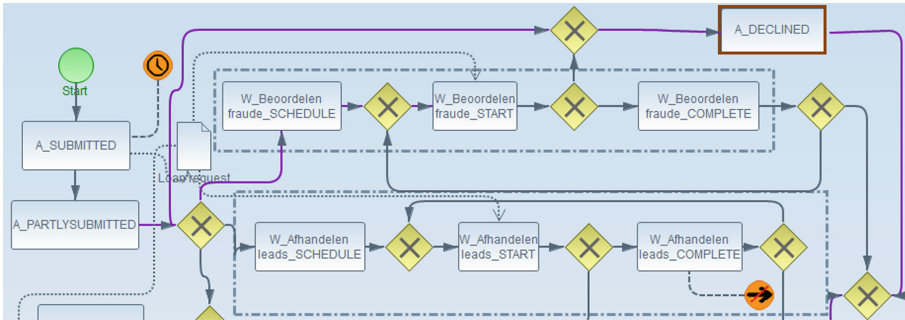 A_DECLINED
Start
W_Beoordelen
fraude_SCHEDULE
W_Beoordelen
fraude_START
W_Beoordelen
fraude_COMPLETE
A_SUBMITTED
Loan request
A_PARTLYSUBMITTED
W_Afhandelen
leads_SCHEDULE
W_Afhandelen
leads_START
W_Afhandelen
leads_COMPLETE